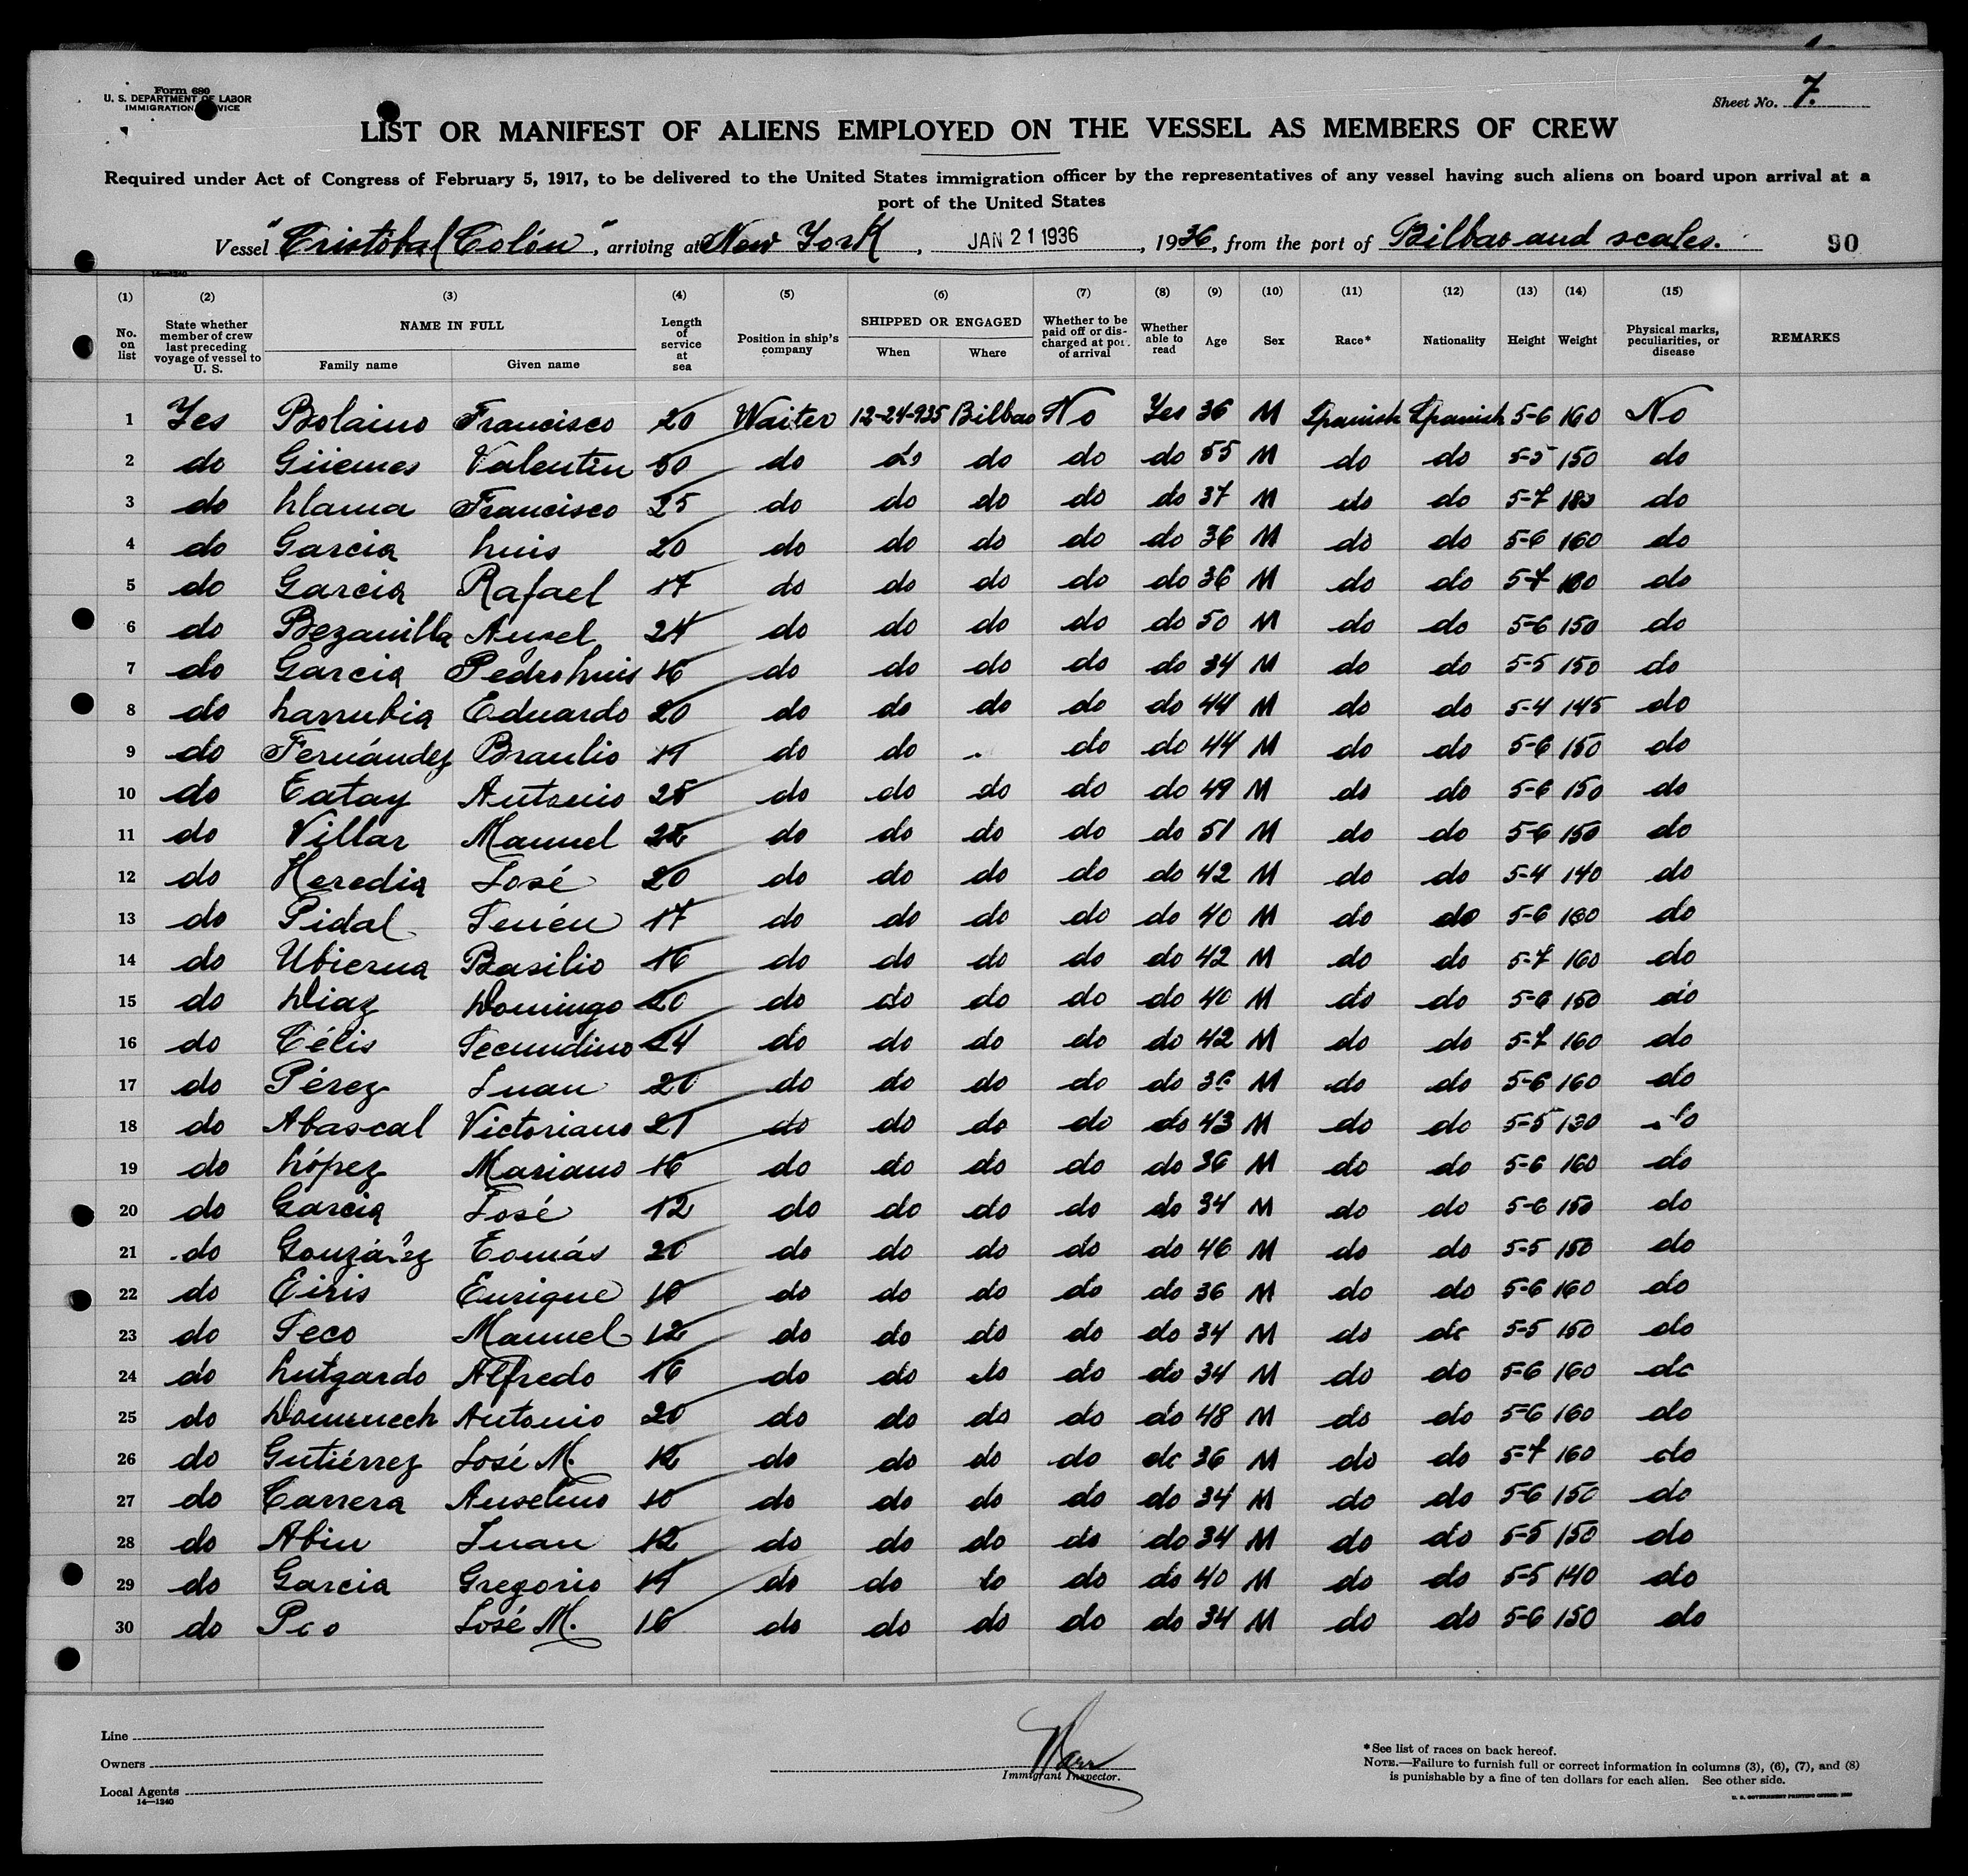 Form 680
U. S. DEPARTMENT OF LABOR
IMMIGRATION SERVICE
Sheet No. 7.
LIST OR MANIFEST OF ALIENS EMPLOYED ON THE VESSEL AS MEMBERS OF CREW
Required under Act of Congress of February 5, 1917, to be delivered to the United States immigration officer by the representatives of any vessel having such aliens on board upon arrival at a
port of the United States
Vessel "Cristóbal Colón", arriving at New York, JAN 21 1936, 1936, from the port of Bilbao and scales. 90
14—1240
(1) (2) (3) (4) (5) (6) (7) (8) (9) (10) (11) (12) (13) (14) (15)
No. on list State whether member of crew last preceding voyage of vessel to U. S. NAME IN FULL Family name Given name Length of service at sea Position in ship's company SHIPPED OR ENGAGED When Where Whether to be paid off or discharged at port of arrival Whether able to read Age Sex Race* Nationality Height Weight Physical marks, peculiarities, or disease REMARKS
1 Yes Bolaino Francisco 20 Waiter 12-24-935 Bilbao No Yes 36 M Spanish Spanish 5-6 160 No
2 do Güemes Valentin 30 do do do do do 55 M do do 5-5 150 do
3 do Llama Francisco 25 do do do do do 37 M do do 5-7 180 do
4 do Garcia Luis 20 do do do do do 36 M do do 5-6 160 do
5 do Garcia Rafael 17 do do do do do 36 M do do 5-7 do
6 do Bezanilla Angel 24 do do do do do 50 M do do 5-6 150 do
7 do Garcia Pedro Luis 16 do do do do do 34 M do do 5-5 150 do
8 do Larrubia Eduardo 20 do do do do do 44 M do do 5-4 145 do
9 do Fernández Braulio 19 do do do do 44 M do do 5-6 150 do
10 do Tatay Antonio 28 do do do do do 49 M do do 5-6 150 do
11 do Villar Manuel 28 do do do do do 51 M do do 5-6 150 do
12 do Heredia José 20 do do do do do 42 M do do 5-4 140 do
13 do Pidal Senén 17 do do do do do 40 M do do 5-6 160 do
14 do Ubierna Basilio 16 do do do do do 42 M do do 5-7 160 do
15 do Diaz Domingo 20 do do do do do 40 M do do 5-6 150 do
16 do Célis Secundino 24 do do do do do 42 M do do 5-7 160 do
17 do Pérez Juan 20 do do do do do 36 M do do 5-6 160 do
18 do Abascal Victoriano 21 do do do do do 43 M do do 5-5 130 do
19 do López Mariano 16 do do do do do 36 M do do 5-6 160 do
20 do Garcia José 12 do do do do do 34 M do do 5-6 150 do
21 do González Tomás 20 do do do do do 46 M do do 5-5 150 do
22 do Eiris Enrique 10 do do do do do 36 M do do 5-6 160 do
23 do Seco Manuel 12 do do do do do 34 M do do 5-5 150 do
24 do Lutgardo Alfredo 16 do do do do do 34 M do do 5-6 160 do
25 do Domenech Antonio 20 do do do do do 48 M do do 5-6 160 do
26 do Gutiérrez José M. 12 do do do do do 36 M do do 5-7 160 do
27 do Carrera Anselmo 10 do do do do do 34 M do do 5-6 150 do
28 do Abin Juan 12 do do do do do 34 M do do 5-5 150 do
29 do Garcia Gregorio 19 do do do do do 40 M do do 5-5 140 do
30 do José M. 16 do do do do do 34 M do do 5-6 150 do
Line
Owners
Local Agents
14—1240
Immigrant Inspector.
*See list of races on back hereof.
NOTE.—Failure to furnish full or correct information in columns (3), (6), (7), and (8)
is punishable by a fine of ten dollars for each alien. See other side.